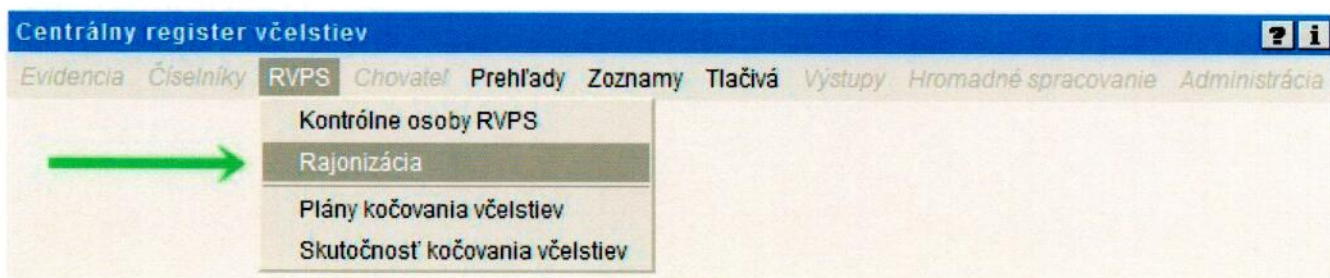 Centrálny register včelstiev ? i
Evidencia Číselníky RVPS Chovateľ Prehľady Zoznamy Tlačivá Výstupy Hromadné spracovanie Administrácia
Kontrólne osoby RVPS
Rajonizácia
Plány kočovania včelstiev
Skutočnosť kočovania včelstiev